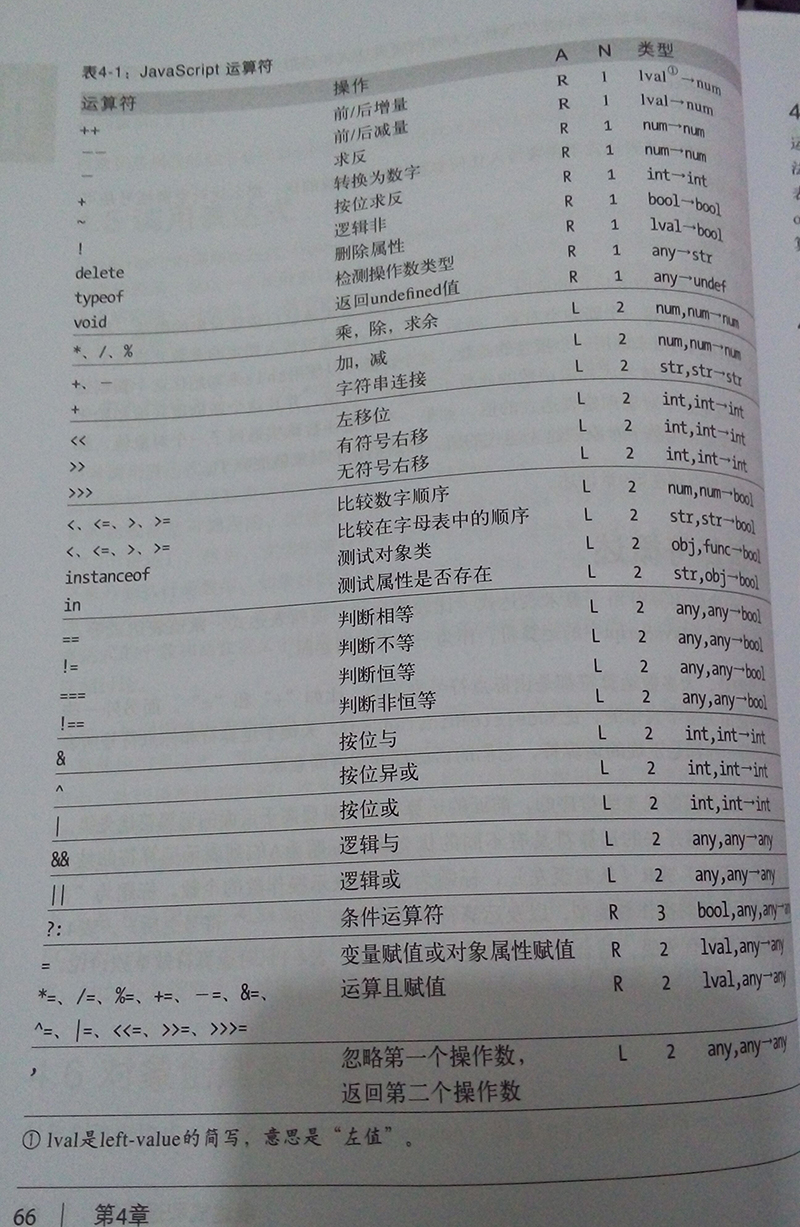 表4-1：JavaScript 运算符
运算符 操作 A N 类型
++ 前/后增量 R 1 lval①→num
-- 前/后减量 R 1 lval→num
- 求反 R 1 num→num
+ 转换为数字 R 1 num→num
~ 按位求反 R 1 int→int
! 逻辑非 R 1 bool→bool
delete 删除属性 R 1 lval→bool
typeof 检测操作数类型 R 1 any→str
void 返回undefined值 R 1 any→undef
*、/、% 乘，除，求余 L 2 num,num→num
+、- 加，减 L 2 num,num→num
+ 字符串连接 L 2 str,str→str
<< 左移位 L 2 int,int→int
>> 有符号右移 L 2 int,int→int
>>> 无符号右移 L 2 int,int→int
<、<=、>、>= 比较数字顺序 L 2 num,num→bool
<、<=、>、>= 比较在字母表中的顺序 L 2 str,str→bool
instanceof 测试对象类 L 2 obj,func→bool
in 测试属性是否存在 L 2 str,obj→bool
== 判断相等 L 2 any,any→bool
!= 判断不等 L 2 any,any→bool
=== 判断恒等 L 2 any,any→bool
!== 判断非恒等 L 2 any,any→bool
& 按位与 L 2 int,int→int
^ 按位异或 L 2 int,int→int
| 按位或 L 2 int,int→int
&& 逻辑与 L 2 any,any→any
|| 逻辑或 L 2 any,any→any
?: 条件运算符 R 3 bool,any,any→any
= 变量赋值或对象属性赋值 R 2 lval,any→any
*=、/=、%=、+=、-=、&=、 运算且赋值 R 2 lval,any→any
^=、|=、<<=、>>=、>>>=
, 忽略第一个操作数， L 2 any,any→any
返回第二个操作数
① lval是left-value的简写，意思是“左值”。
66 | 第4章